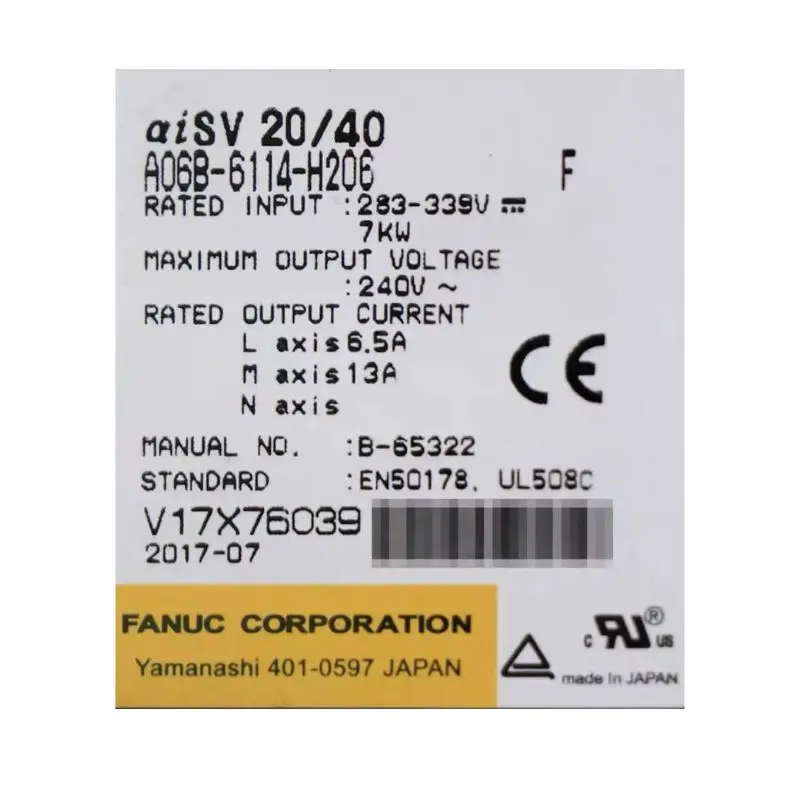 αiSV 20/40
A06B-6114-H206 F
RATED INPUT :283-339V ⎓
7KW
MAXIMUM OUTPUT VOLTAGE
:240V ~
RATED OUTPUT CURRENT
L axis 6.5A
M axis 13A
N axis
MANUAL NO. :B-65322
STANDARD :EN50178, UL508C
V17X76039
2017-07
CE
FANUC CORPORATION
Yamanashi 401-0597 JAPAN
c RU® US
made In JAPAN